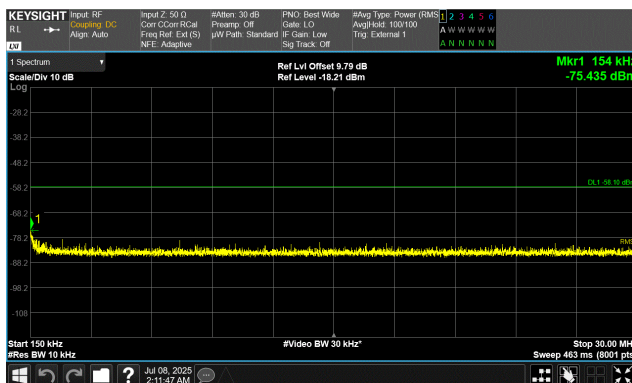 KEYSIGHT
RL
LXI
Input: RF
Coupling: DC
Align: Auto
Input Z: 50 Ω
Corr CCorr RCal
Freq Ref: Ext (S)
NFE: Adaptive
#Atten: 30 dB
Preamp: Off
µW Path: Standard
PNO: Best Wide
Gate: LO
IF Gain: Low
Sig Track: Off
#Avg Type: Power (RMS
Avg|Hold: 100/100
Trig: External 1
1 2 3 4 5 6
A W W W W W
A N N N N N
1 Spectrum
Scale/Div 10 dB
Log
Ref Lvl Offset 9.79 dB
Ref Level -18.21 dBm
Mkr1 154 kHz
-75.435 dBm
-28.2
-38.2
-48.2
-58.2
DL1 -58.10 dBm
-68.2
1
-78.2
RMS
-88.2
-98.2
-108
Start 150 kHz
#Video BW 30 kHz*
Stop 30.00 MH
#Res BW 10 kHz
Sweep 463 ms (8001 pts
?
Jul 08, 2025
2:11:47 AM